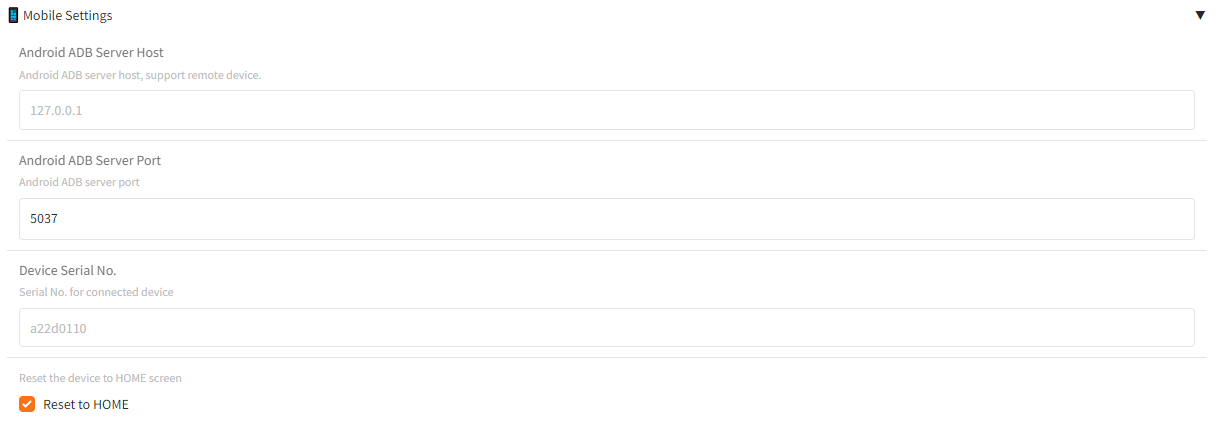 Mobile Settings
Android ADB Server Host
Android ADB server host, support remote device.
127.0.0.1
Android ADB Server Port
Android ADB server port
5037
Device Serial No.
Serial No. for connected device
a22d0110
Reset the device to HOME screen
Reset to HOME